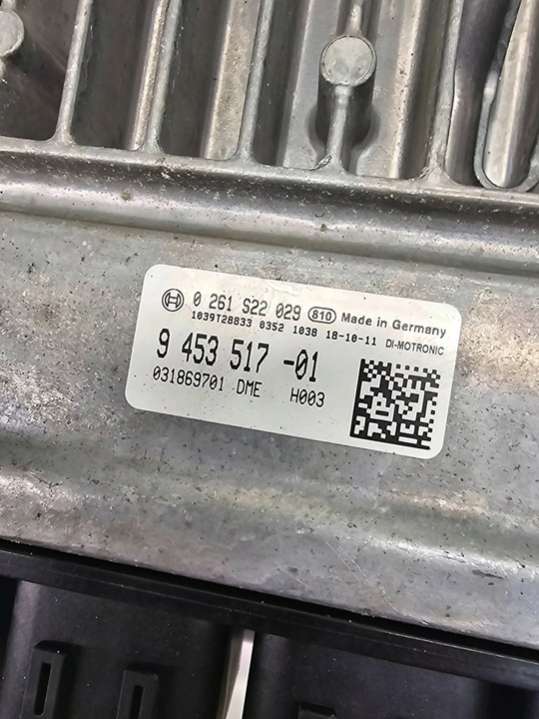 0 261 S22 029 810 Made in Germany
1039T28833 0352 1038 18-10-11 DI-MOTRONIC
9 453 517 -01
031869701 DME H003